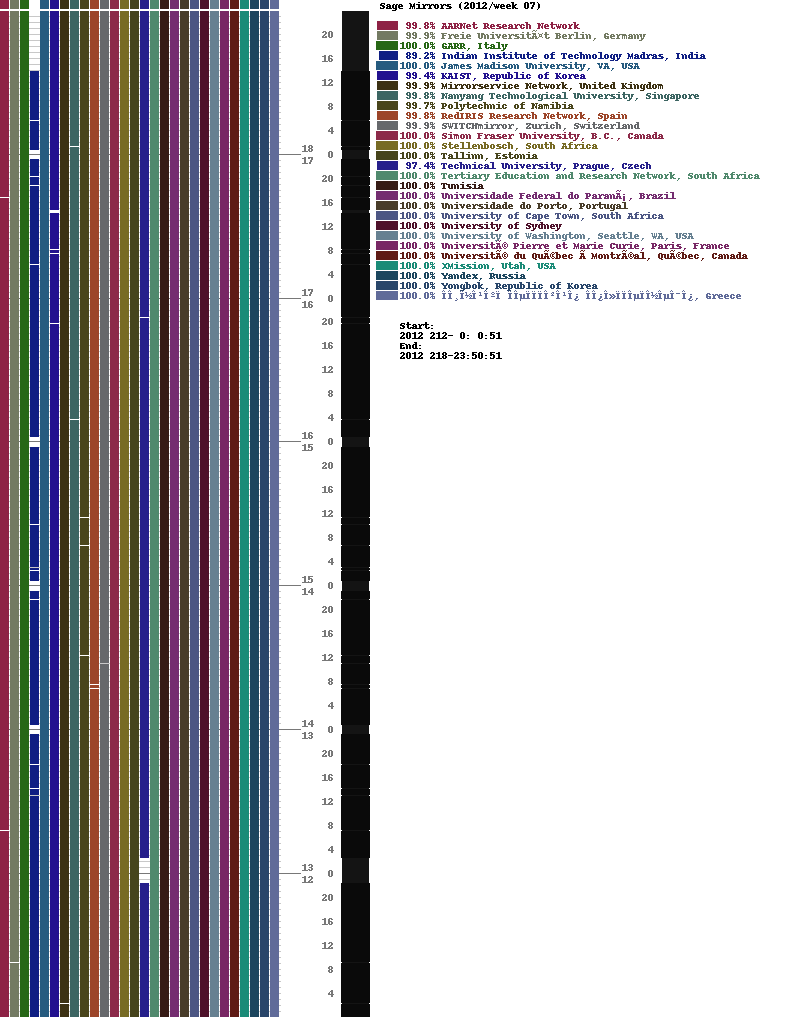 Sage Mirrors (2012/week 07)
99.8% AARNet Research Network
99.9% Freie UniversitÃ¤t Berlin, Germany
100.0% GARR, Italy
89.2% Indian Institute of Technology Madras, India
100.0% James Madison University, VA, USA
99.4% KAIST, Republic of Korea
99.9% Mirrorservice Network, United Kingdom
99.8% Nanyang Technological University, Singapore
99.7% Polytechnic of Namibia
99.8% RedIRIS Research Network, Spain
99.9% SWITCHmirror, Zurich, Switzerland
100.0% Simon Fraser University, B.C., Canada
100.0% Stellenbosch, South Africa
100.0% Tallinn, Estonia
97.4% Technical University, Prague, Czech
100.0% Tertiary Education and Research Network, South Africa
100.0% Tunisia
100.0% Universidade Federal do ParanÃ¡, Brazil
100.0% Universidade do Porto, Portugal
100.0% University of Cape Town, South Africa
100.0% University of Sydney
100.0% University of Washington, Seattle, WA, USA
100.0% UniversitÃ© Pierre et Marie Curie, Paris, France
100.0% UniversitÃ© du QuÃ©bec Ã MontrÃ©al, QuÃ©bec, Canada
100.0% XMission, Utah, USA
100.0% Yandex, Russia
100.0% Yongbok, Republic of Korea
100.0% , Greece
Start:
2012 212- 0: 0:51
End:
2012 218-23:50:51
20
16
12
8
4
18
0
17
20
16
12
8
4
17
0
16
20
16
12
8
4
16
0
15
20
16
12
8
4
15
0
14
20
16
12
8
4
14
0
13
20
16
12
8
4
13
0
12
20
16
12
8
4